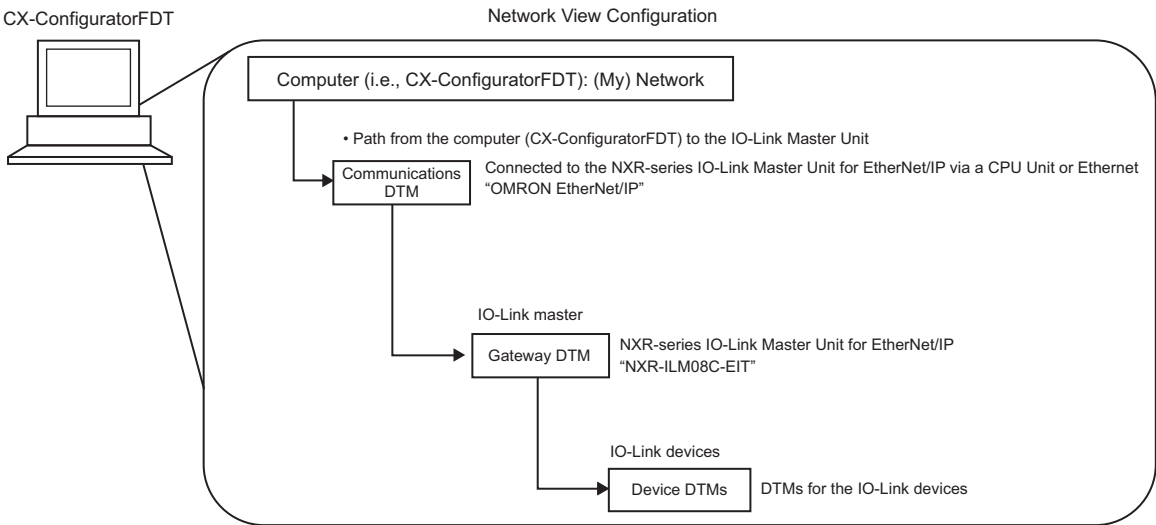 CX-ConfiguratorFDT
Network View Configuration
Computer (i.e., CX-ConfiguratorFDT): (My) Network
• Path from the computer (CX-ConfiguratorFDT) to the IO-Link Master Unit
Communications
DTM
Connected to the NXR-series IO-Link Master Unit for EtherNet/IP via a CPU Unit or Ethernet
“OMRON EtherNet/IP”
IO-Link master
Gateway DTM
NXR-series IO-Link Master Unit for EtherNet/IP
“NXR-ILM08C-EIT”
IO-Link devices
Device DTMs
DTMs for the IO-Link devices